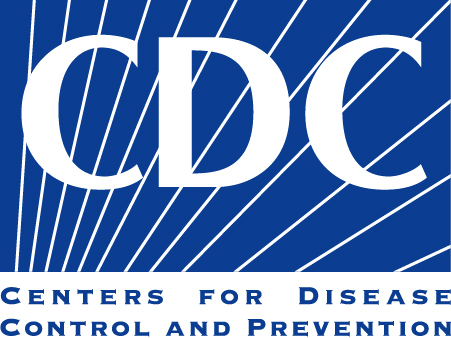 CDC
CENTERS FOR DISEASE
CONTROL AND PREVENTION